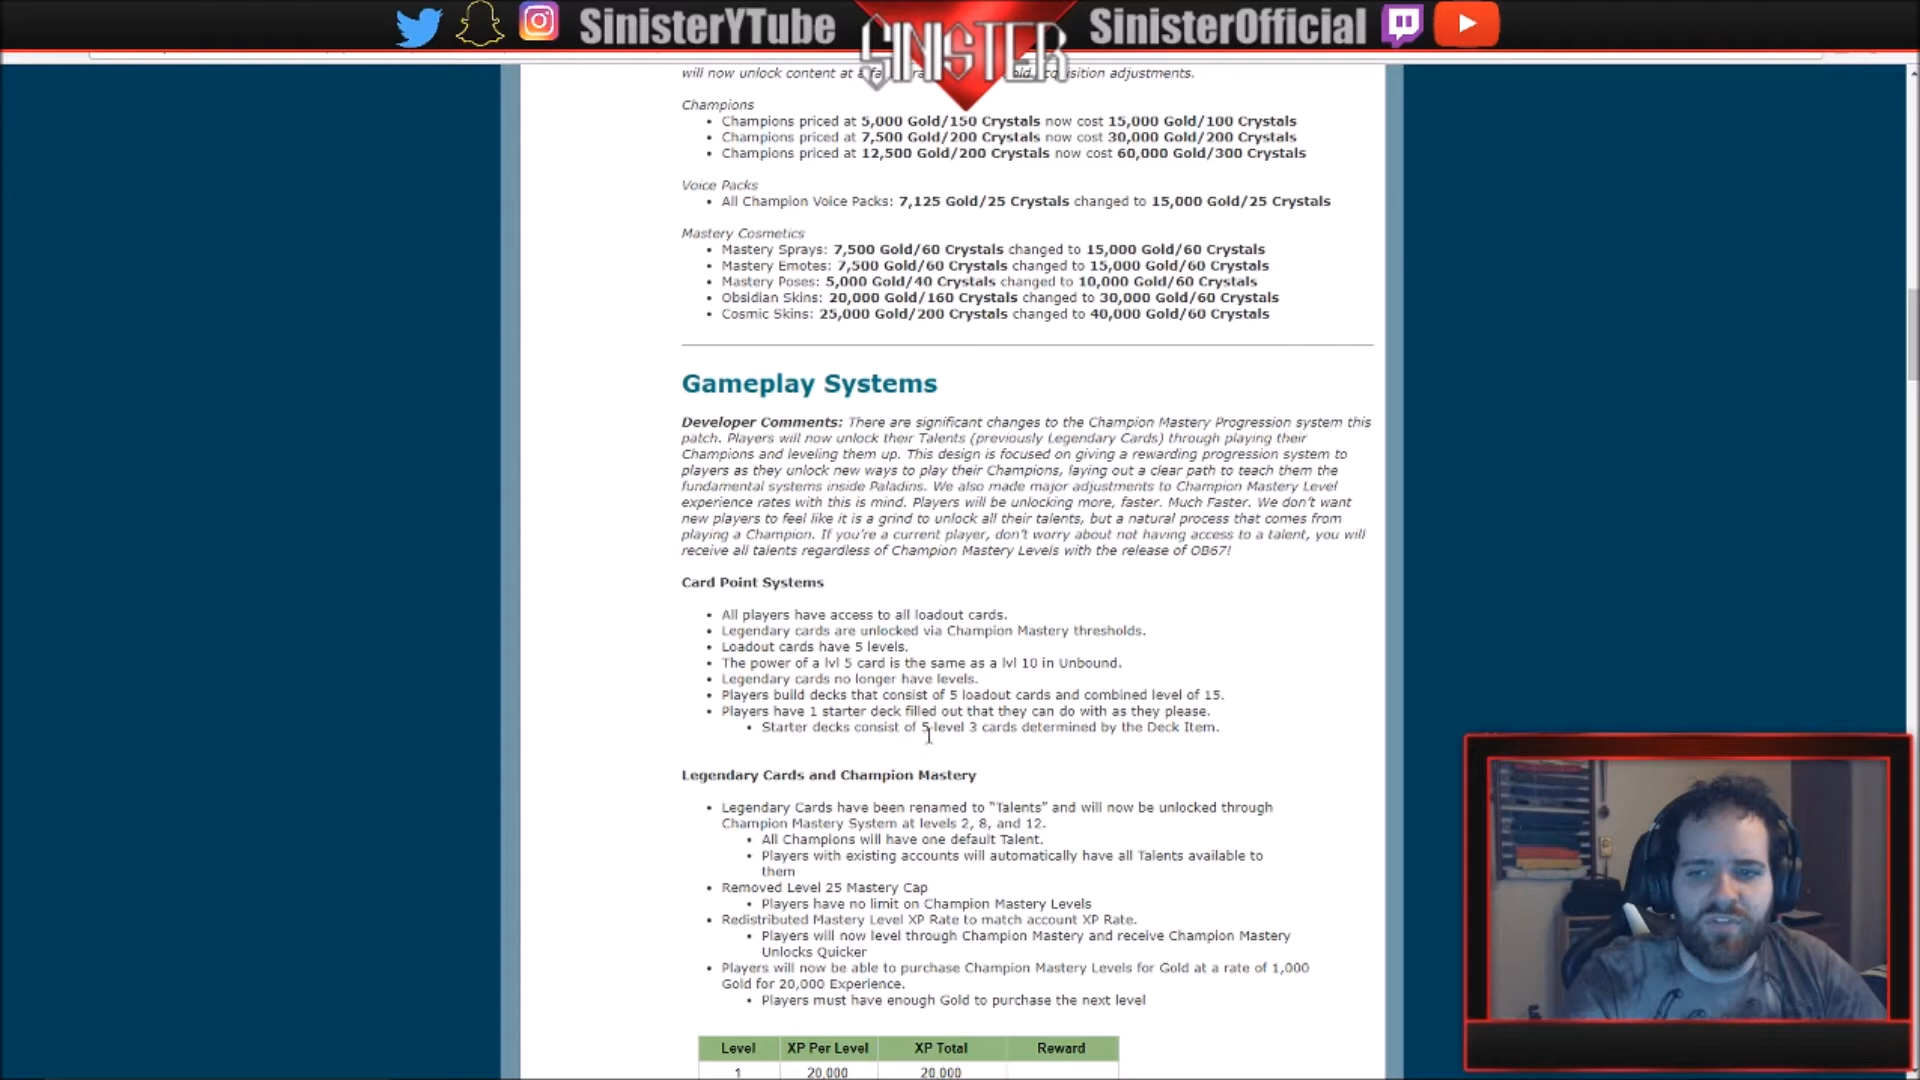 SinisterYTube SINISTER SinisterOfficial
will now unlock content at a
sition adjustments.
Champions
• Champions priced at 5,000 Gold/150 Crystals now cost 15,000 Gold/100 Crystals
• Champions priced at 7,500 Gold/200 Crystals now cost 30,000 Gold/200 Crystals
• Champions priced at 12,500 Gold/200 Crystals now cost 60,000 Gold/300 Crystals
Voice Packs
• All Champion Voice Packs: 7,125 Gold/25 Crystals changed to 15,000 Gold/25 Crystals
Mastery Cosmetics
• Mastery Sprays: 7,500 Gold/60 Crystals changed to 15,000 Gold/60 Crystals
• Mastery Emotes: 7,500 Gold/60 Crystals changed to 15,000 Gold/60 Crystals
• Mastery Poses: 5,000 Gold/40 Crystals changed to 10,000 Gold/60 Crystals
• Obsidian Skins: 20,000 Gold/160 Crystals changed to 30,000 Gold/60 Crystals
• Cosmic Skins: 25,000 Gold/200 Crystals changed to 40,000 Gold/60 Crystals
Gameplay Systems
Developer Comments: There are significant changes to the Champion Mastery Progression system this
patch. Players will now unlock their Talents (previously Legendary Cards) through playing their
Champions and leveling them up. This design is focused on giving a rewarding progression system to
players as they unlock new ways to play their Champions, laying out a clear path to teach them the
fundamental systems inside Paladins. We also made major adjustments to Champion Mastery Level
experience rates with this is mind. Players will be unlocking more, faster. Much Faster. We don't want
new players to feel like it is a grind to unlock all their talents, but a natural process that comes from
playing a Champion. If you're a current player, don't worry about not having access to a talent, you will
receive all talents regardless of Champion Mastery Levels with the release of OB67!
Card Point Systems
• All players have access to all loadout cards.
• Legendary cards are unlocked via Champion Mastery thresholds.
• Loadout cards have 5 levels.
• The power of a lvl 5 card is the same as a lvl 10 in Unbound.
• Legendary cards no longer have levels.
• Players build decks that consist of 5 loadout cards and combined level of 15.
• Players have 1 starter deck filled out that they can do with as they please.
• Starter decks consist of 5 level 3 cards determined by the Deck Item.
Legendary Cards and Champion Mastery
• Legendary Cards have been renamed to "Talents" and will now be unlocked through
Champion Mastery System at levels 2, 8, and 12.
• All Champions will have one default Talent.
• Players with existing accounts will automatically have all Talents available to
them
• Removed Level 25 Mastery Cap
• Players have no limit on Champion Mastery Levels
• Redistributed Mastery Level XP Rate to match account XP Rate.
• Players will now level through Champion Mastery and receive Champion Mastery
Unlocks Quicker
• Players will now be able to purchase Champion Mastery Levels for Gold at a rate of 1,000
Gold for 20,000 Experience.
• Players must have enough Gold to purchase the next level
Level XP Per Level XP Total Reward
1 20,000 20,000